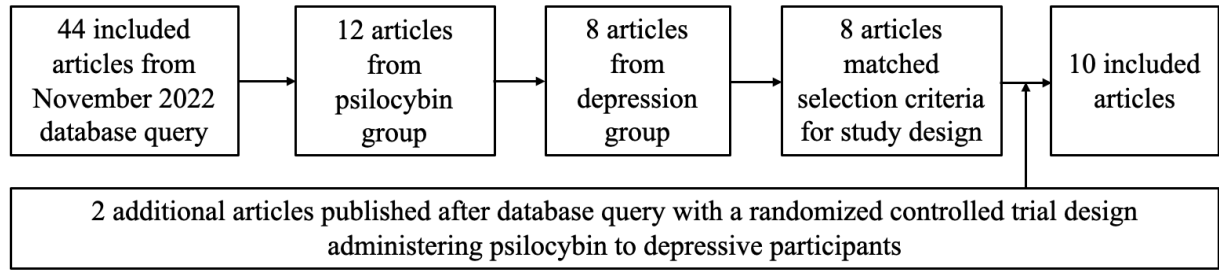 44 included
articles from
November 2022
database query
12 articles
from
psilocybin
group
8 articles
from
depression
group
8 articles
matched
selection criteria
for study design
10 included
articles
2 additional articles published after database query with a randomized controlled trial design
administering psilocybin to depressive participants